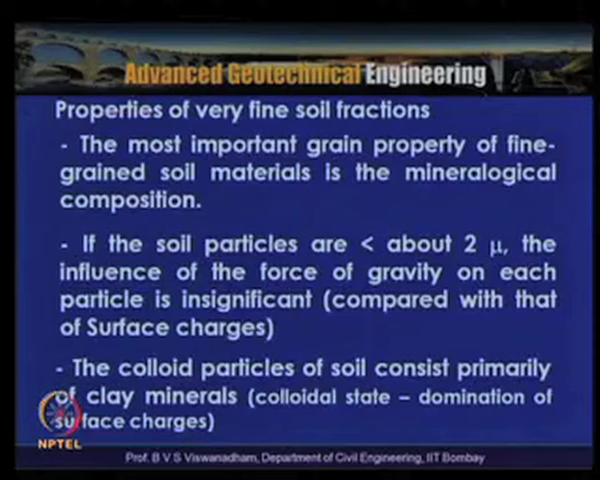 Advanced Geotechnical Engineering
Properties of very fine soil fractions
- The most important grain property of fine-
grained soil materials is the mineralogical
composition.
- If the soil particles are < about 2 μ, the
influence of the force of gravity on each
particle is insignificant (compared with that
of Surface charges)
- The colloid particles of soil consist primarily
of clay minerals (colloidal state – domination of
surface charges)
NPTEL
Prof. B V S Viswanadham, Department of Civil Engineering, IIT Bombay